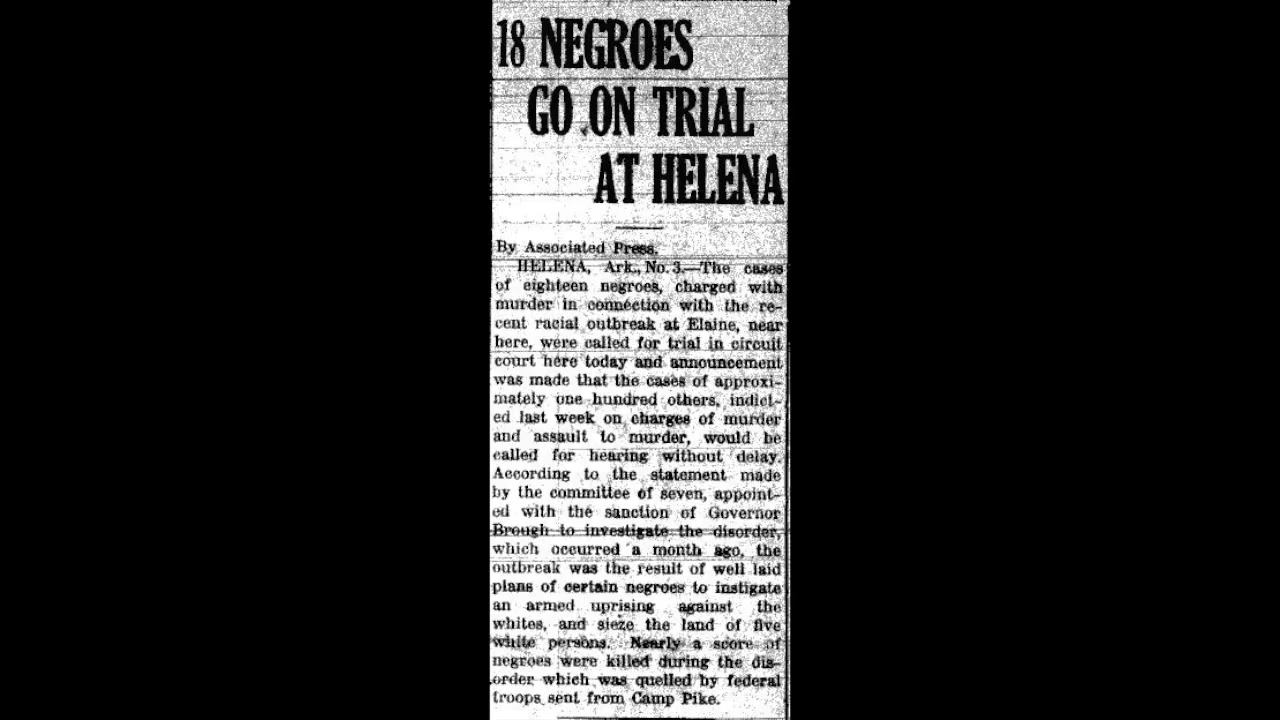 18 NEGROES
GO ON TRIAL
AT HELENA
By Associated Press.
HELENA, Ark., No. 3.—The cases
of eighteen negroes, charged with
murder in connection with the re-
cent racial outbreak at Elaine, near
here, were called for trial in circuit
court here today and announcement
was made that the cases of approxi-
mately one hundred others, indict-
ed last week on charges of murder
and assault to murder, would be
called for hearing without delay.
According to the statement made
by the committee of seven, appoint-
ed with the sanction of Governor
Brough to investigate the disorder,
which occurred a month ago, the
outbreak was the result of well laid
plans of certain negroes to instigate
an armed uprising against the
whites, and sieze the land of five
white persons. Nearly a score of
negroes were killed during the dis-
order which was quelled by federal
troops sent from Camp Pike.